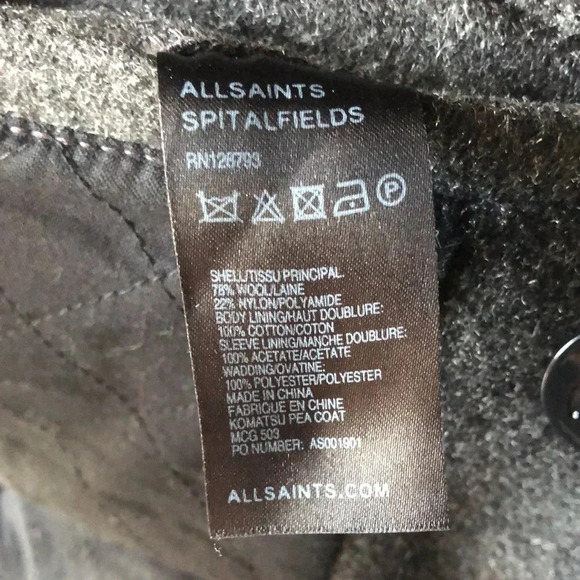 ALLSAINTS
SPITALFIELDS
RN128793
P
SHELL/TISSU PRINCIPAL:
78% WOOL/LAINE
22% NYLON/POLYAMIDE
BODY LINING/HAUT DOUBLURE:
100% COTTON/COTON
SLEEVE LINING/MANCHE DOUBLURE:
100% ACETATE/ACETATE
WADDING/OVATINE:
100% POLYESTER/POLYESTER
MADE IN CHINA
FABRIQUE EN CHINE
KOMATSU PEA COAT
MCG 503
PO NUMBER: AS001901
ALLSAINTS.COM